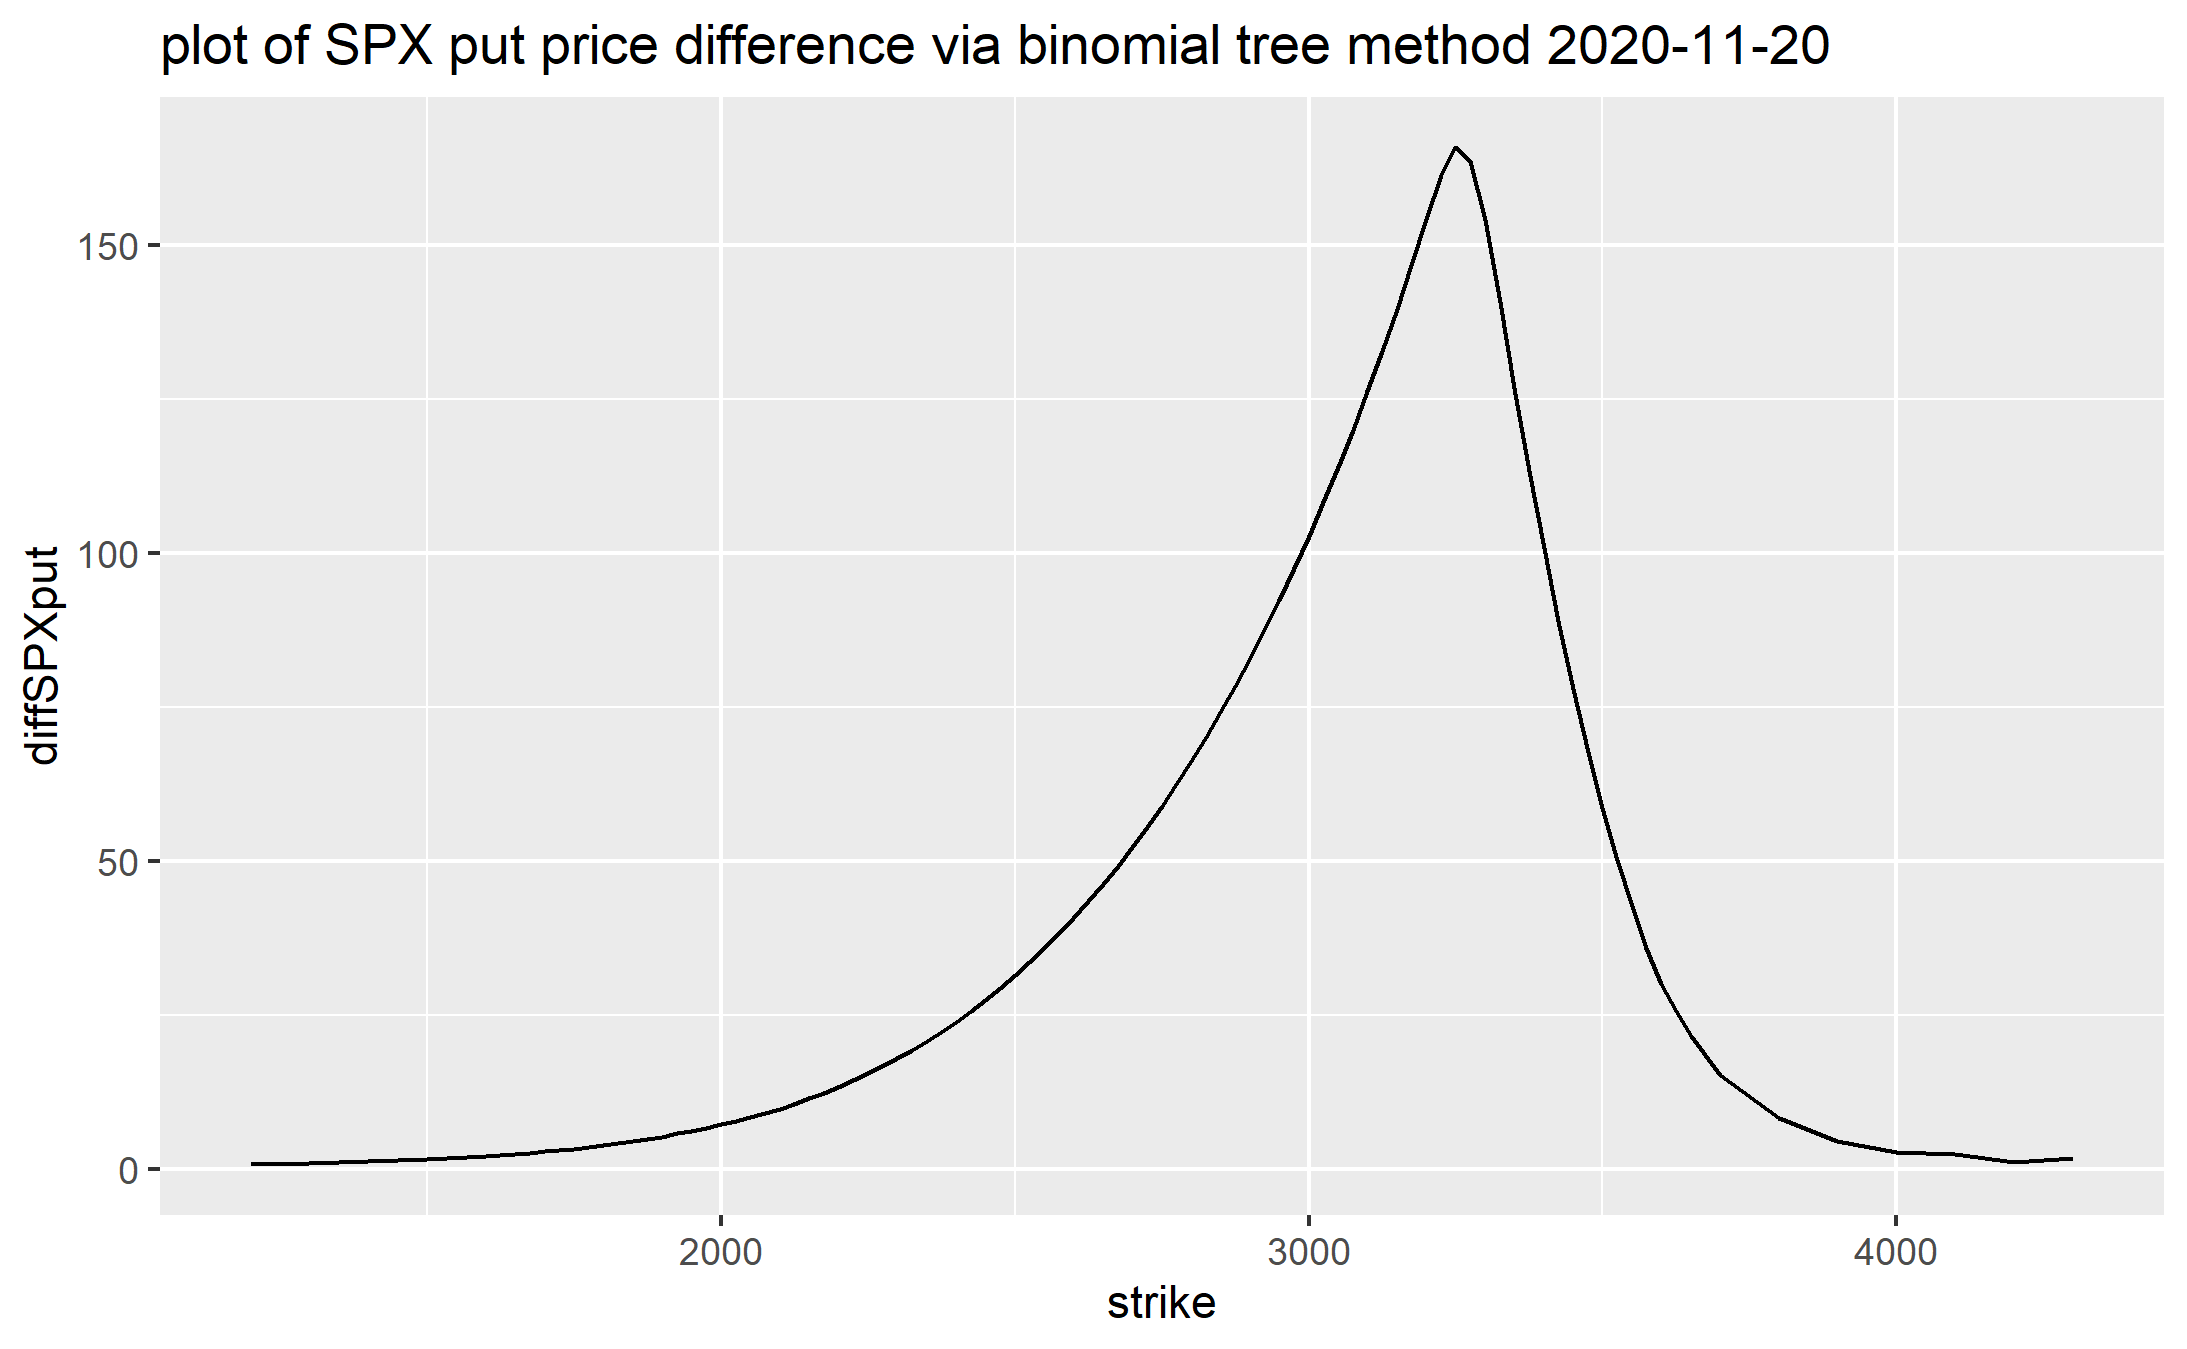 plot of SPX put price difference via binomial tree method 2020-11-20
diffSPXput
150
100
50
0
2000 3000 4000
strike